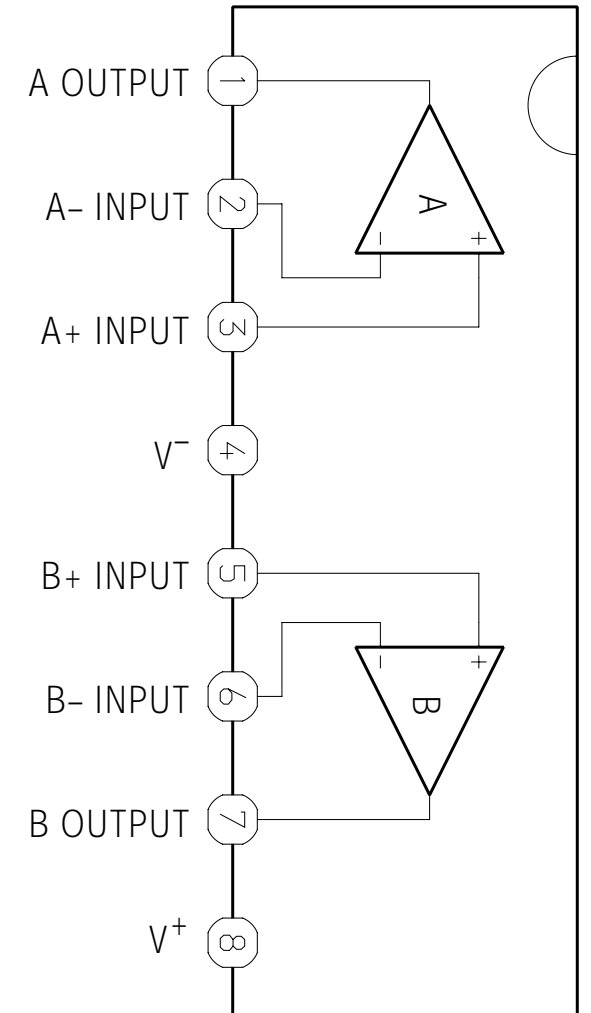 A OUTPUT 1
A− INPUT 2
A
− +
A+ INPUT 3
V⁻ 4
B+ INPUT 5
− +
B− INPUT 6
B
B OUTPUT 7
V⁺ 8